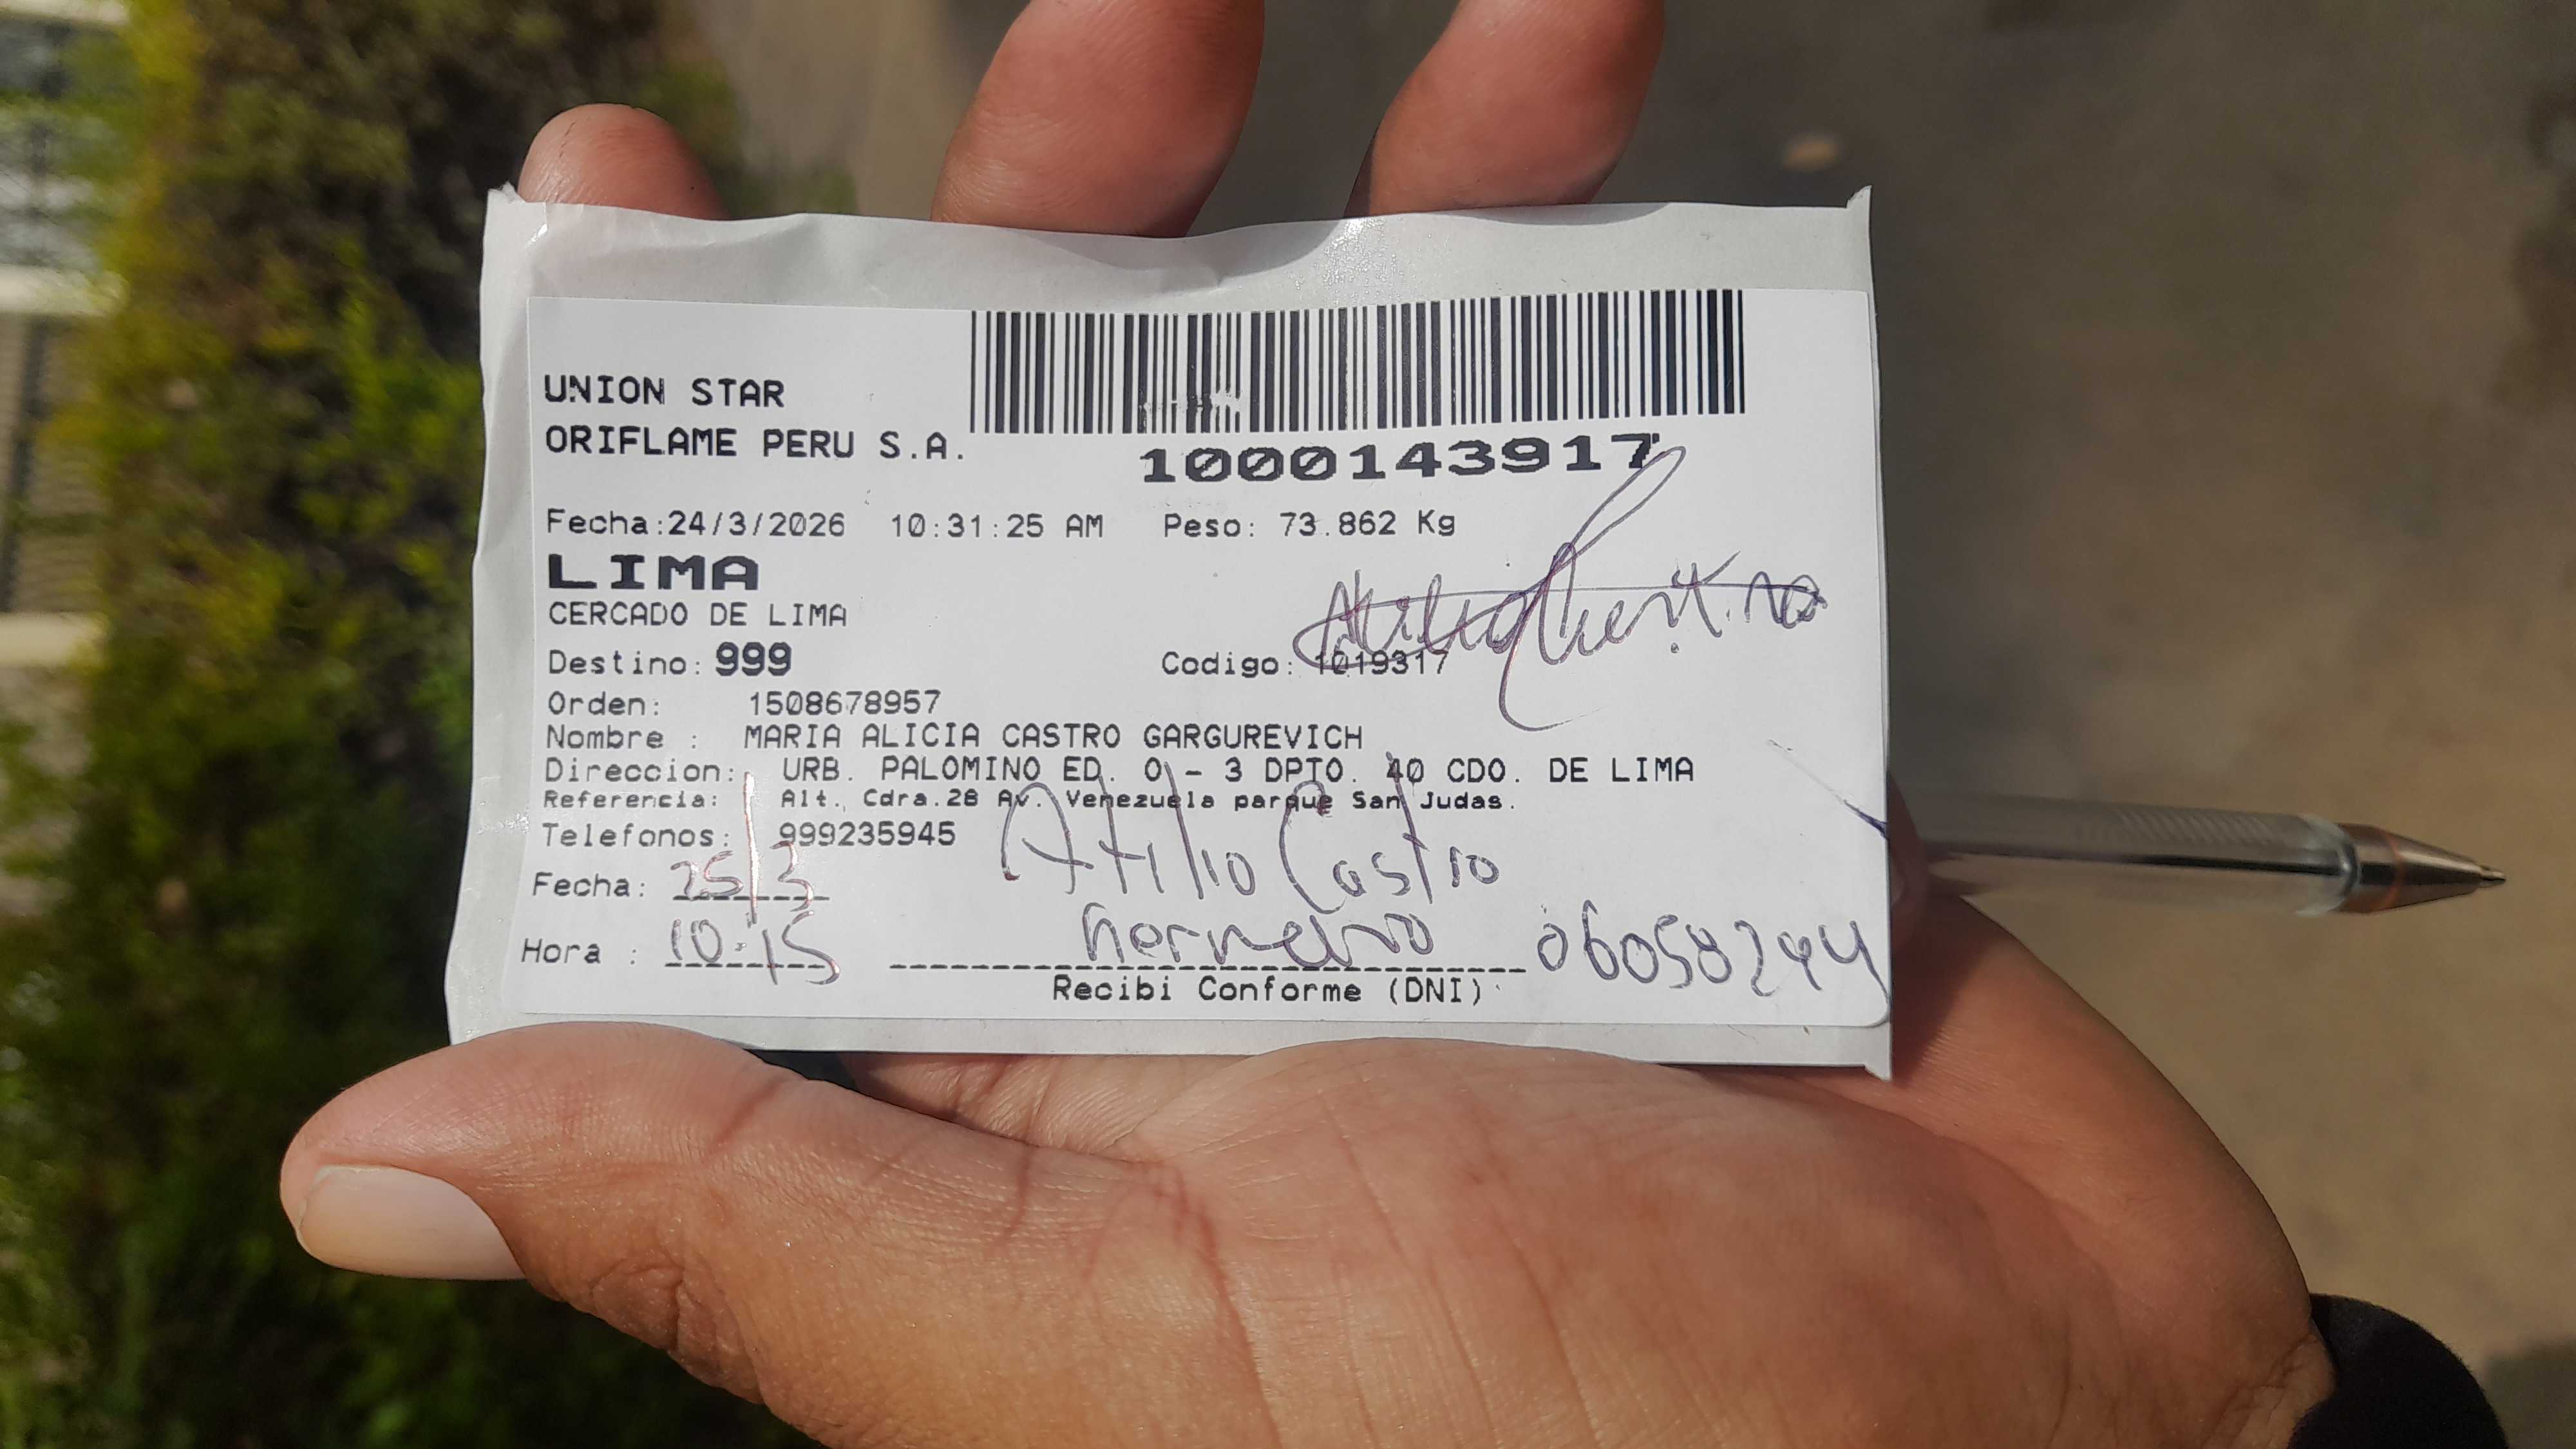 UNION STAR
ORIFLAME PERU S.A.
1000143917
Fecha:24/3/2026 10:31:25 AM Peso: 73.862 Kg
LIMA
CERCADO DE LIMA
Destino: 999 Codigo: 1019317
Orden: 1508678957
Nombre : MARIA ALICIA CASTRO GARGUREVICH
Direccion: URB. PALOMINO ED. O - 3 DPTO. 40 CDO. DE LIMA
Referencia: Alt., Cdra.28 Av. Venezuela parque San Judas.
Telefonos: 999235945
Fecha: 25/3 Atilio Castro
Hora : 10:15 06058244
Recibi Conforme (DNI)